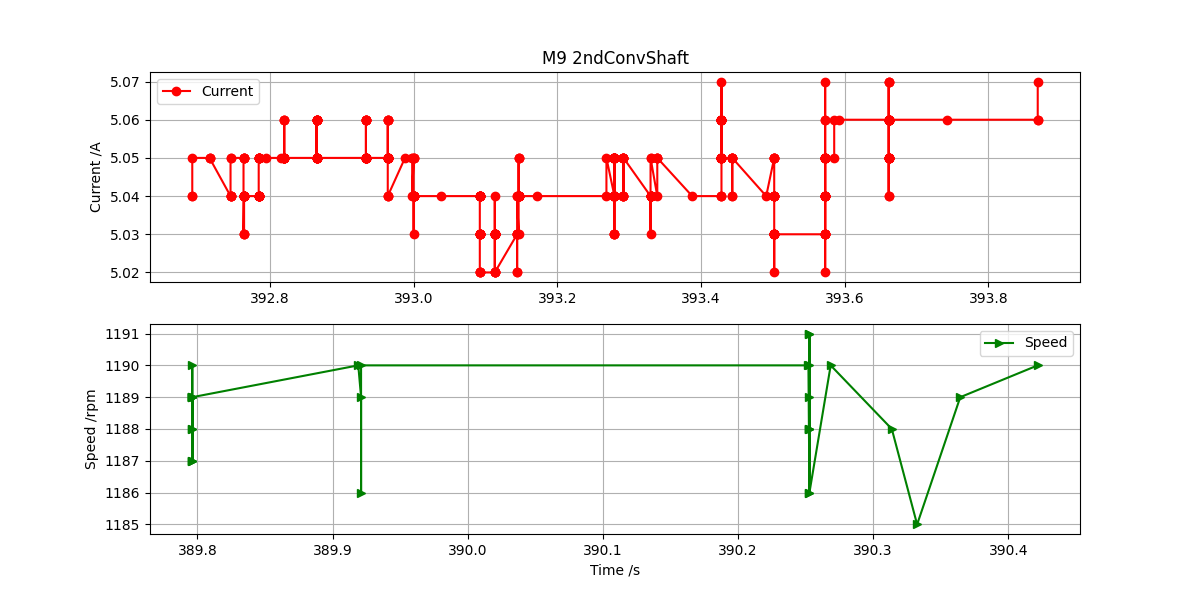 M9 2ndConvShaft
5.07
5.06
5.05
5.04
5.03
5.02
Current /A
Current
392.8 393.0 393.2 393.4 393.6 393.8
1191
1190
1189
1188
1187
1186
1185
Speed /rpm
Speed
389.8 389.9 390.0 390.1 390.2 390.3 390.4
Time /s